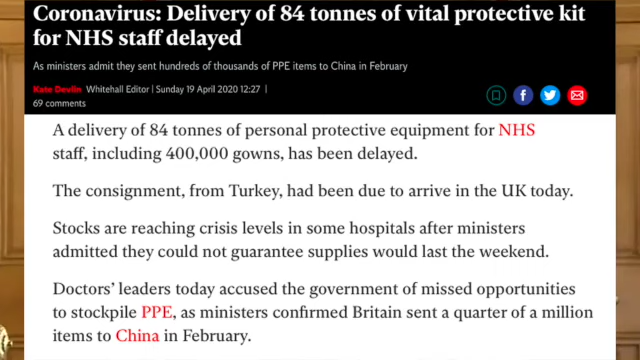 Coronavirus: Delivery of 84 tonnes of vital protective kit
for NHS staff delayed
As ministers admit they sent hundreds of thousands of PPE items to China in February
Kate Devlin Whitehall Editor | Sunday 19 April 2020 12:27 |
69 comments
A delivery of 84 tonnes of personal protective equipment for NHS
staff, including 400,000 gowns, has been delayed.
The consignment, from Turkey, had been due to arrive in the UK today.
Stocks are reaching crisis levels in some hospitals after ministers
admitted they could not guarantee supplies would last the weekend.
Doctors' leaders today accused the government of missed opportunities
to stockpile PPE, as ministers confirmed Britain sent a quarter of a million
items to China in February.